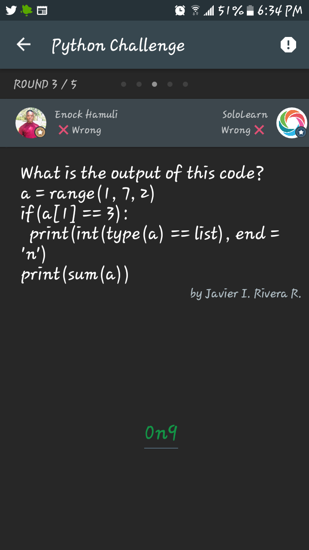 51% 6:34 PM
Python Challenge
ROUND 3 / 5
Enock Hamuli SoloLearn
Wrong Wrong
What is the output of this code?
a = range(1, 7, 2)
if(a[1] == 3):
print(int(type(a) == list), end =
'n')
print(sum(a))
by Javier I. Rivera R.
0n9